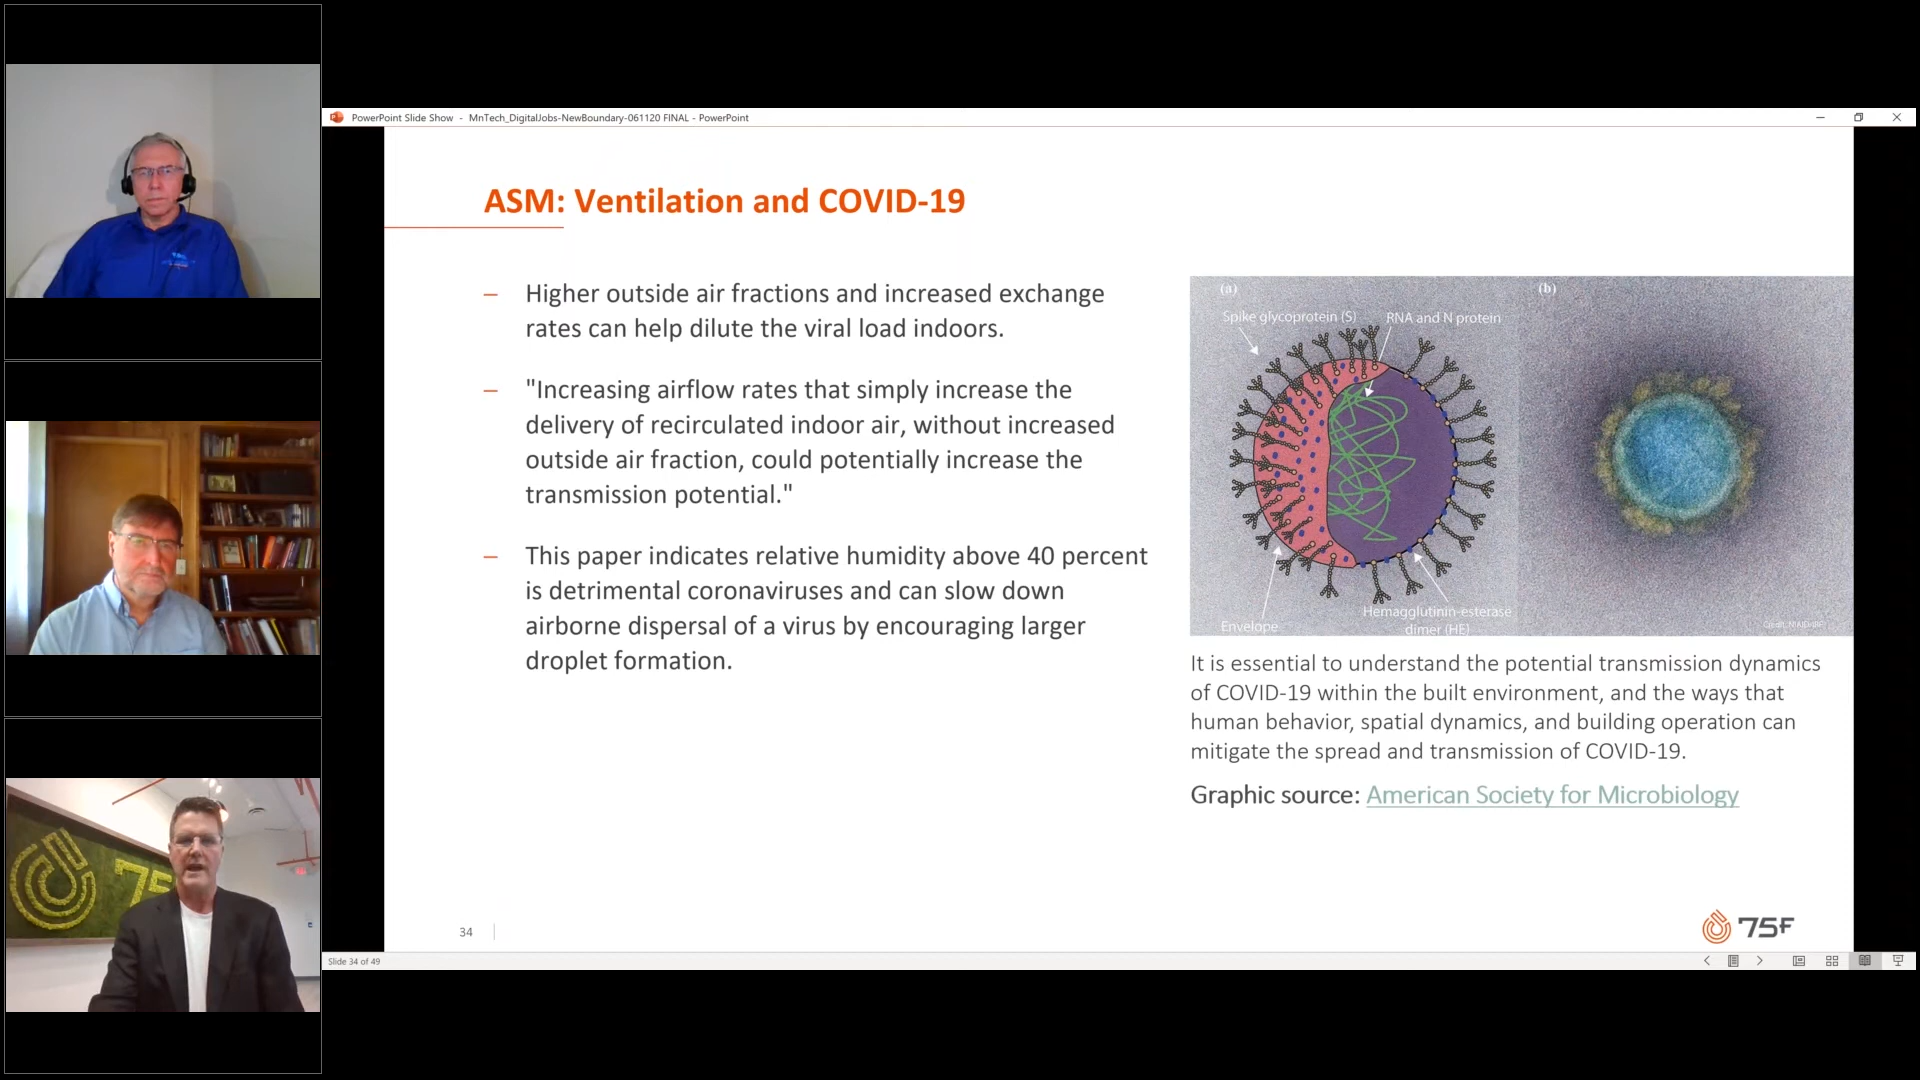 PowerPoint Slide Show - MnTech_DigitalJobs-NewBoundary-061120 FINAL - PowerPoint
ASM: Ventilation and COVID-19
– Higher outside air fractions and increased exchange
rates can help dilute the viral load indoors.
– "Increasing airflow rates that simply increase the
delivery of recirculated indoor air, without increased
outside air fraction, could potentially increase the
transmission potential."
– This paper indicates relative humidity above 40 percent
is detrimental coronaviruses and can slow down
airborne dispersal of a virus by encouraging larger
droplet formation.
(a)
(b)
Spike glycoprotein (S)
RNA and N protein
Envelope
Hemagglutinin-esterase
dimer (HE)
It is essential to understand the potential transmission dynamics
of COVID-19 within the built environment, and the ways that
human behavior, spatial dynamics, and building operation can
mitigate the spread and transmission of COVID-19.
Graphic source: American Society for Microbiology
34
75F
Slide 34 of 49
75